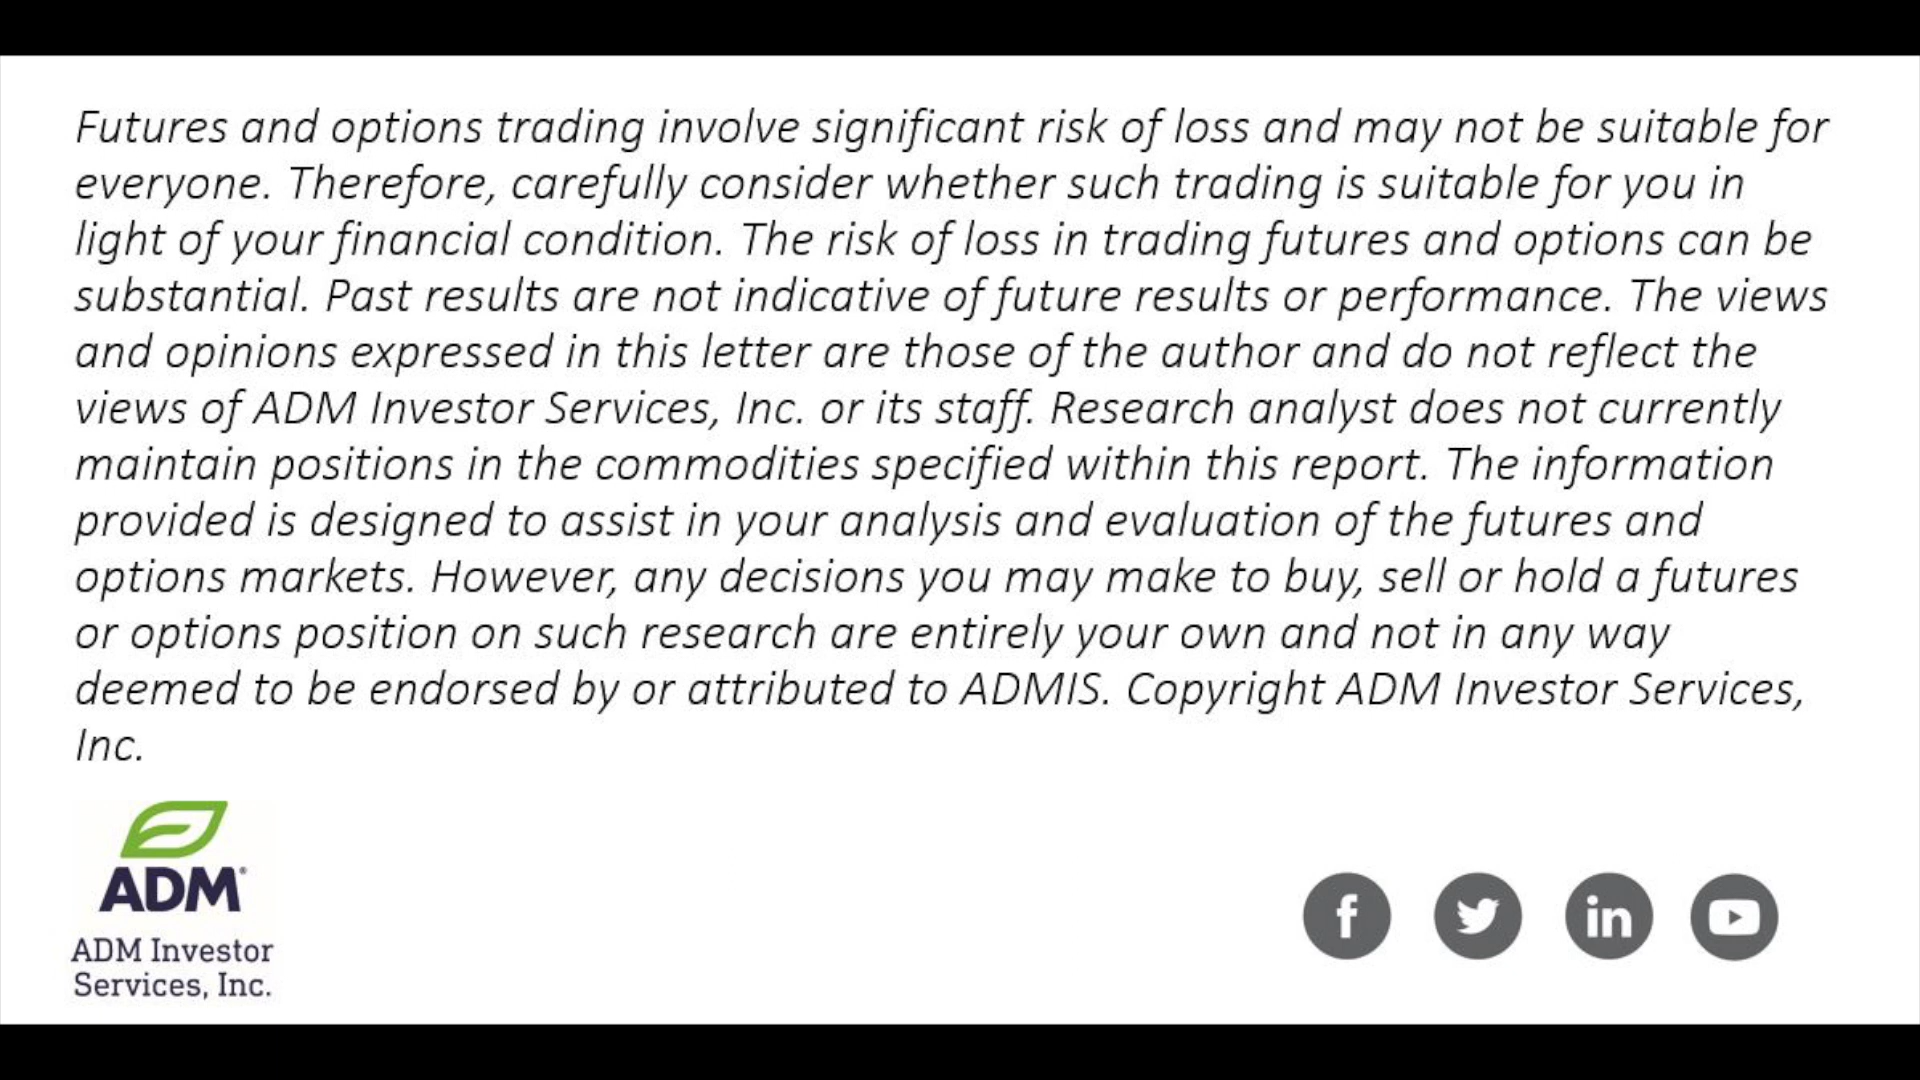 Futures and options trading involve significant risk of loss and may not be suitable for
everyone. Therefore, carefully consider whether such trading is suitable for you in
light of your financial condition. The risk of loss in trading futures and options can be
substantial. Past results are not indicative of future results or performance. The views
and opinions expressed in this letter are those of the author and do not reflect the
views of ADM Investor Services, Inc. or its staff. Research analyst does not currently
maintain positions in the commodities specified within this report. The information
provided is designed to assist in your analysis and evaluation of the futures and
options markets. However, any decisions you may make to buy, sell or hold a futures
or options position on such research are entirely your own and not in any way
deemed to be endorsed by or attributed to ADMIS. Copyright ADM Investor Services,
Inc.
ADM®
ADM Investor
Services, Inc.
f
in